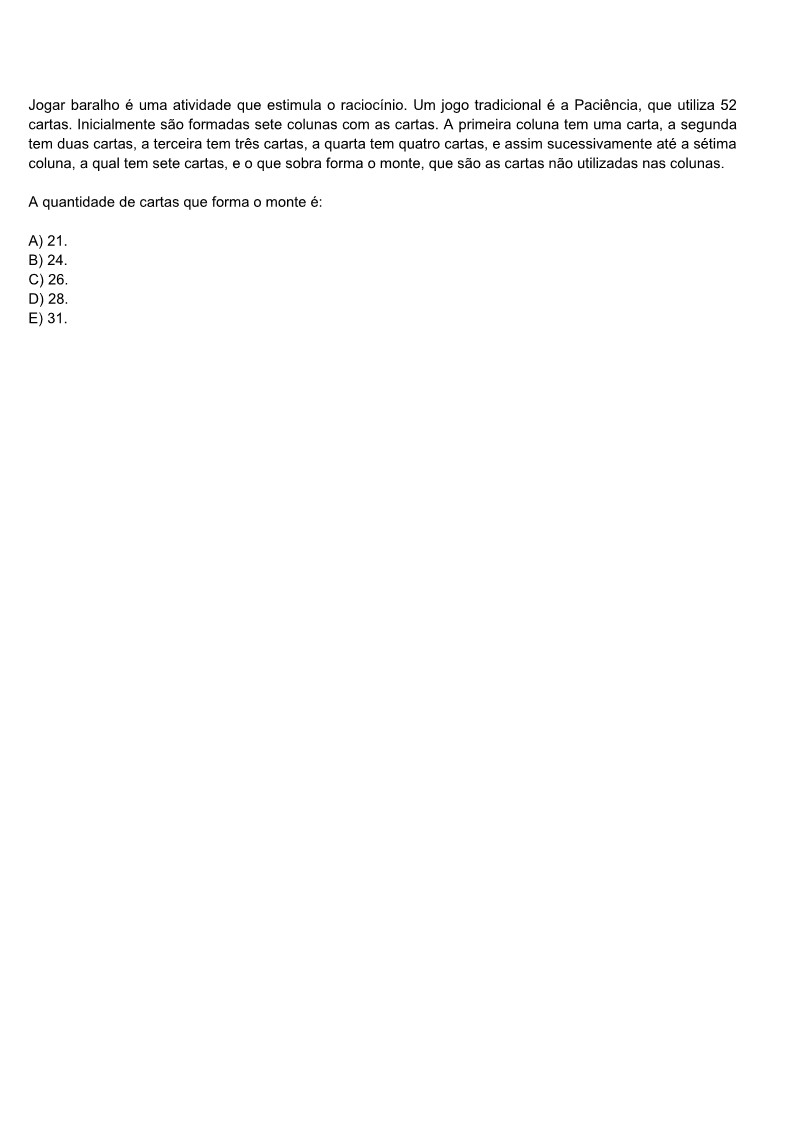 Jogar baralho é uma atividade que estimula o raciocínio. Um jogo tradicional é a Paciência, que utiliza 52
cartas. Inicialmente são formadas sete colunas com as cartas. A primeira coluna tem uma carta, a segunda
tem duas cartas, a terceira tem três cartas, a quarta tem quatro cartas, e assim sucessivamente até a sétima
coluna, a qual tem sete cartas, e o que sobra forma o monte, que são as cartas não utilizadas nas colunas.
A quantidade de cartas que forma o monte é:
A) 21.
B) 24.
C) 26.
D) 28.
E) 31.